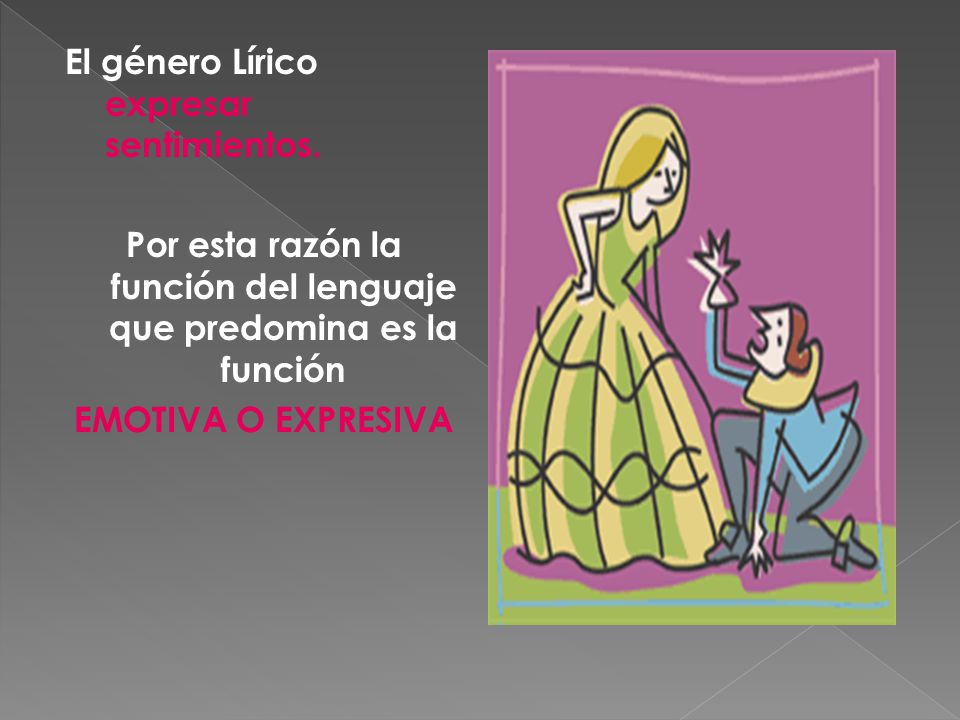 El género Lírico
expresar
sentimientos.
Por esta razón la
función del lenguaje
que predomina es la
función
EMOTIVA O EXPRESIVA